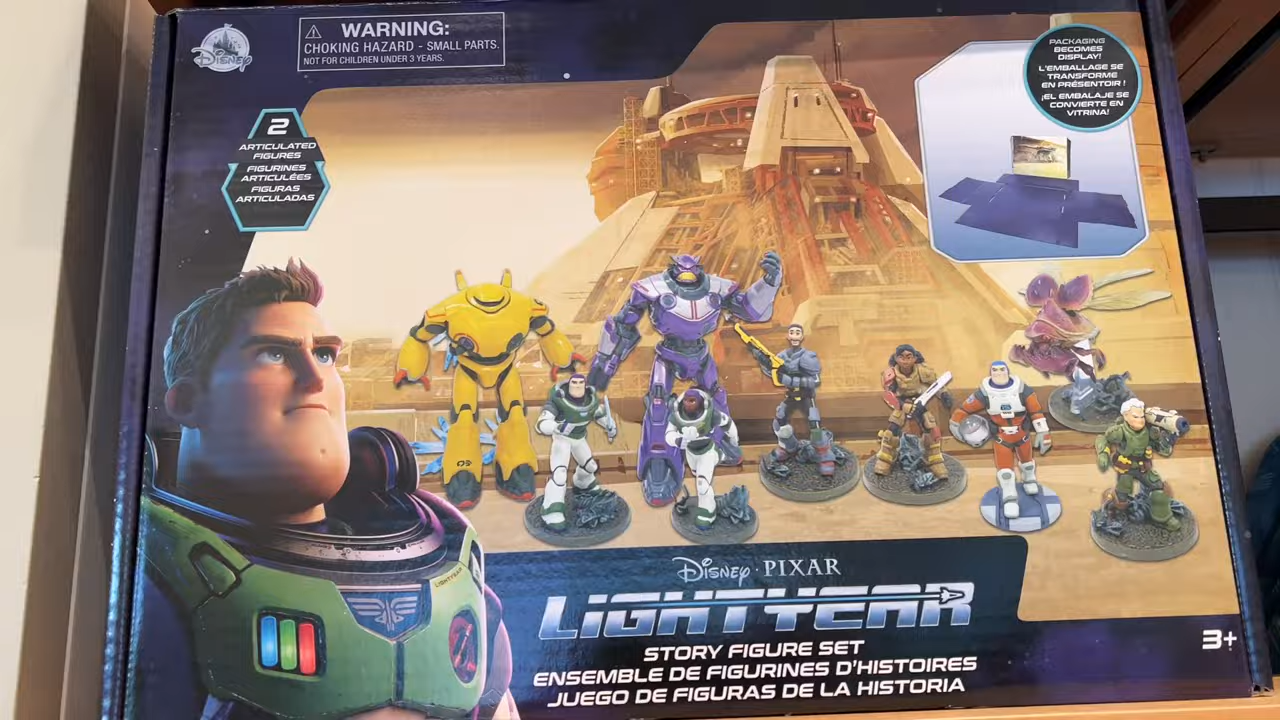 Disney
WARNING:
CHOKING HAZARD - SMALL PARTS.
NOT FOR CHILDREN UNDER 3 YEARS.
PACKAGING
BECOMES
DISPLAY!
L'EMBALLAGE SE
TRANSFORME
EN PRÉSENTOIR !
¡EL EMBALAJE SE
CONVIERTE EN
VITRINA!
2
ARTICULATED
FIGURES
FIGURINES
ARTICULÉES
FIGURAS
ARTICULADAS
LIGHTYEAR
Disney · PIXAR
LIGHTYEAR
STORY FIGURE SET
ENSEMBLE DE FIGURINES D'HISTOIRES
JUEGO DE FIGURAS DE LA HISTORIA
3+